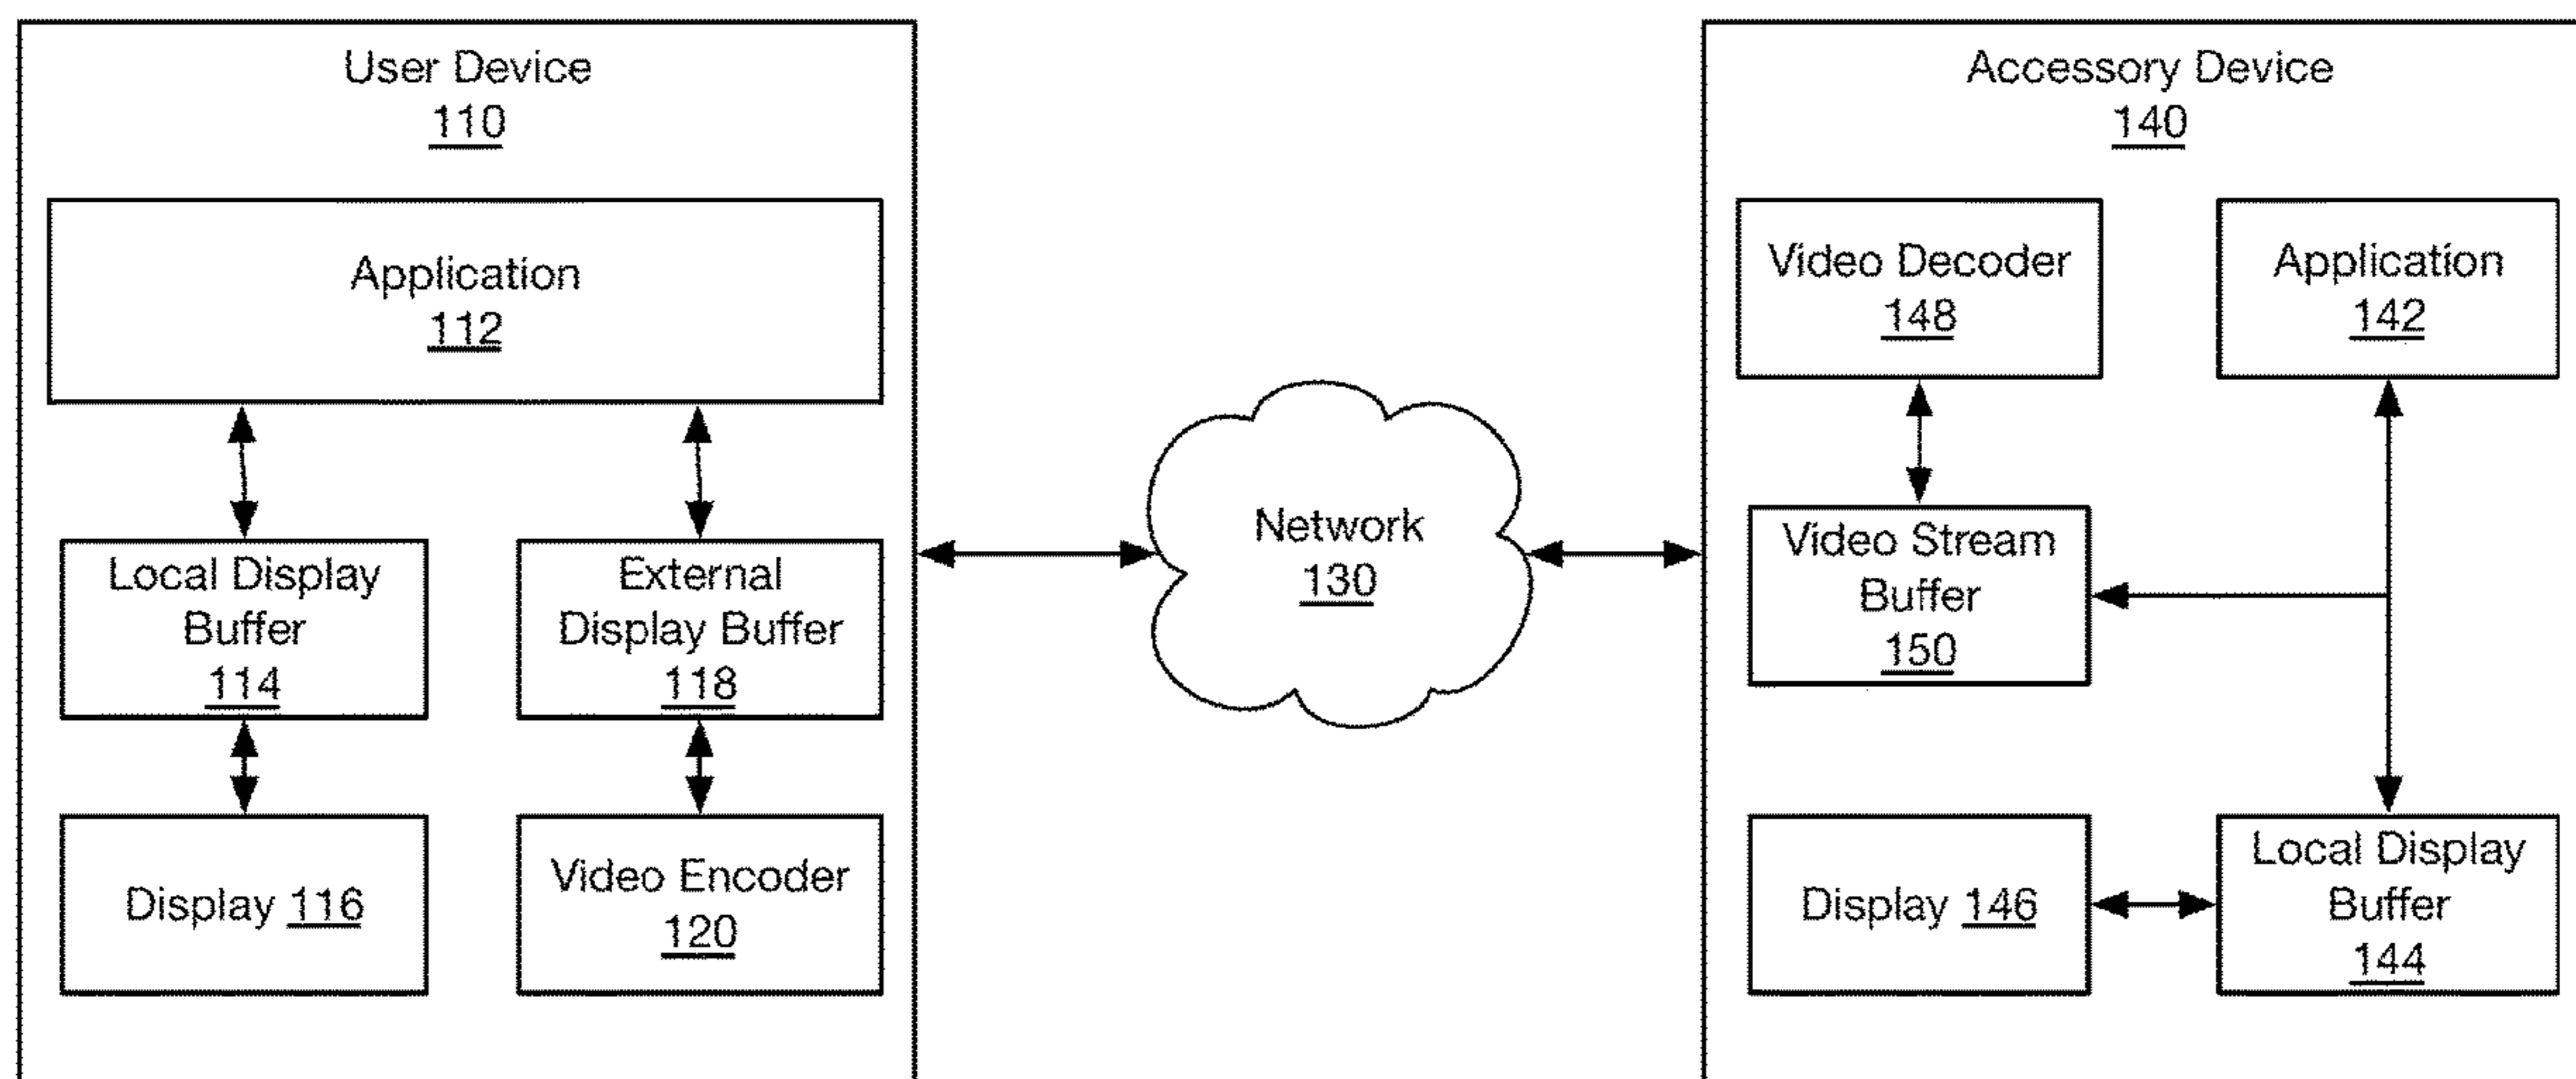 User Device
110
Application
112
Local Display
Buffer
114
External
Display Buffer
118
Display 116
Video Encoder
120
Network
130
Accessory Device
140
Video Decoder
148
Application
142
Video Stream
Buffer
150
Display 146
Local Display
Buffer
144